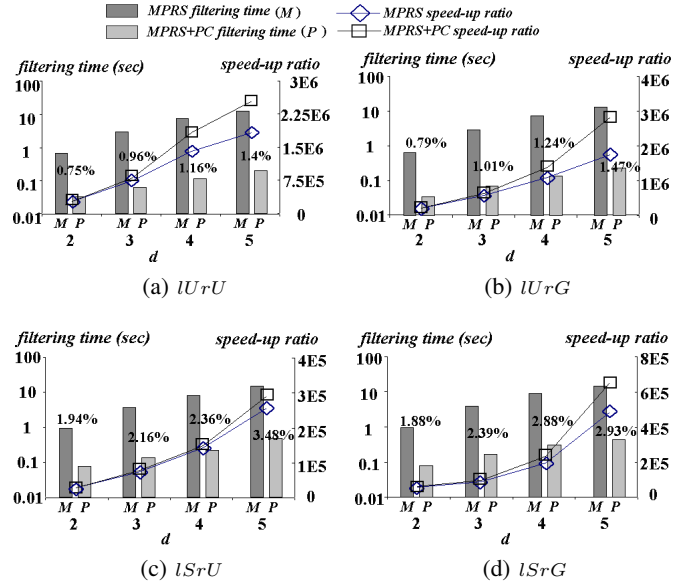 MPRS filtering time (M) MPRS speed-up ratio
MPRS+PC filtering time (P) MPRS+PC speed-up ratio
filtering time (sec) speed-up ratio
100 3E6
10 2.25E6
1 1.5E6
0.1 7.5E5
0.01 0
0.75% 0.96% 1.16% 1.4%
M P M P M P M P
2 3 4 5
d
(a) lUrU
filtering time (sec) speed-up ratio
100 4E6
10 3E6
1 2E6
0.1 1E6
0.01 0
0.79% 1.01% 1.24% 1.47%
M P M P M P M P
2 3 4 5
d
(b) lUrG
filtering time (sec) speed-up ratio
100 4E5
10 3E5
1 2E5
0.1 1E5
0.01 0
1.94% 2.16% 2.36% 3.48%
M P M P M P M P
2 3 4 5
d
(c) lSrU
filtering time (sec) speed-up ratio
100 8E5
10 6E5
1 4E5
0.1 2E5
0.01 0
1.88% 2.39% 2.88% 2.93%
M P M P M P M P
2 3 4 5
d
(d) lSrG